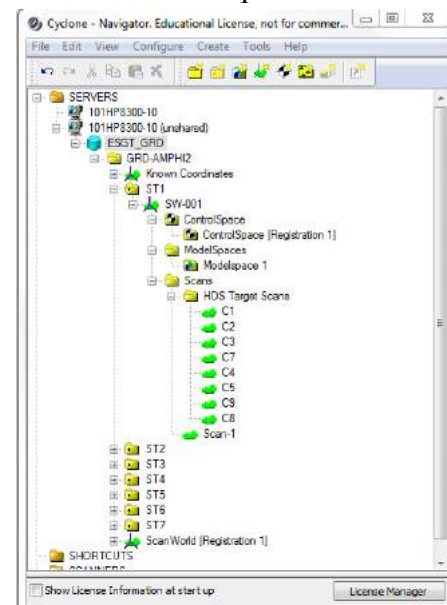 Cyclone - Navigator. Educational License, not for commer...
File Edit View Configure Create Tools Help
SERVERS
101HP8300-10
101HP8300-10 (unshared)
ESGT_GRD
GRD-AMPHI2
Known Coordinates
ST1
SW-001
ControlSpace
ControlSpace [Registration 1]
ModelSpaces
Modelspace 1
Scans
HDS Target Scans
C1
C2
C3
C7
C4
C5
C9
C8
Scan-1
ST2
ST3
ST4
ST5
ST6
ST7
ScanWorld [Registration 1]
SHORTCUTS
Show License Information at start up
License Manager